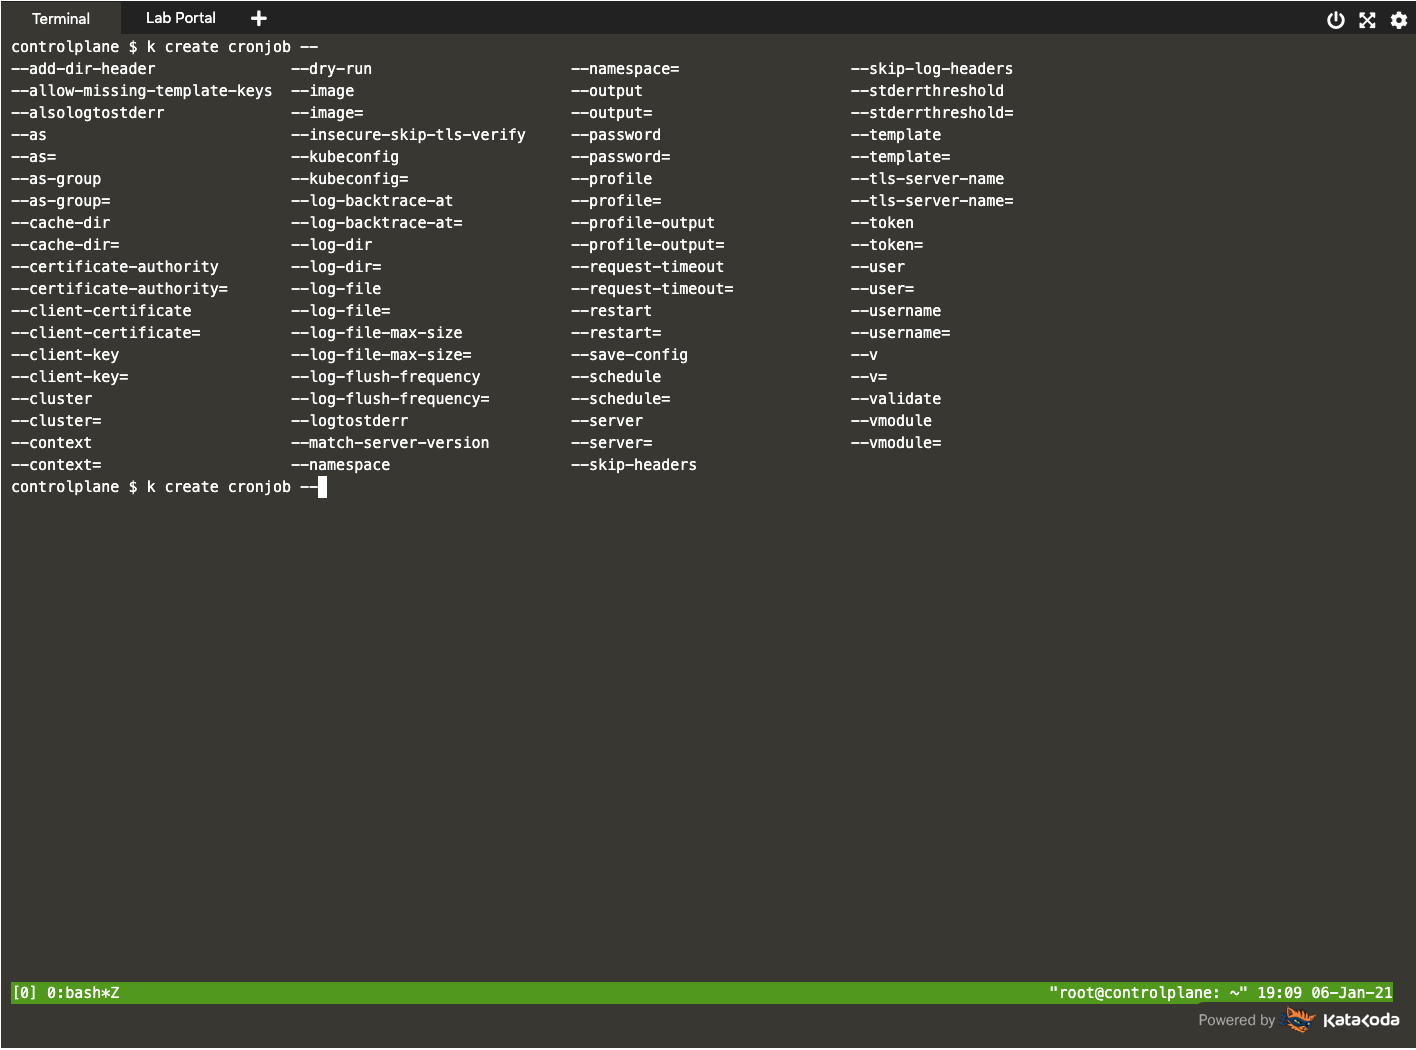 Terminal Lab Portal +
controlplane $ k create cronjob --
--add-dir-header --dry-run --namespace= --skip-log-headers
--allow-missing-template-keys --image --output --stderrthreshold
--alsologtostderr --image= --output= --stderrthreshold=
--as --insecure-skip-tls-verify --password --template
--as= --kubeconfig --password= --template=
--as-group --kubeconfig= --profile --tls-server-name
--as-group= --log-backtrace-at --profile= --tls-server-name=
--cache-dir --log-backtrace-at= --profile-output --token
--cache-dir= --log-dir --profile-output= --token=
--certificate-authority --log-dir= --request-timeout --user
--certificate-authority= --log-file --request-timeout= --user=
--client-certificate --log-file= --restart --username
--client-certificate= --log-file-max-size --restart= --username=
--client-key --log-file-max-size= --save-config --v
--client-key= --log-flush-frequency --schedule --v=
--cluster --log-flush-frequency= --schedule= --validate
--cluster= --logtostderr --server --vmodule
--context --match-server-version --server= --vmodule=
--context= --namespace --skip-headers
controlplane $ k create cronjob --
[0] 0:bash*Z "root@controlplane: ~" 19:09 06-Jan-21
Powered by Katacoda